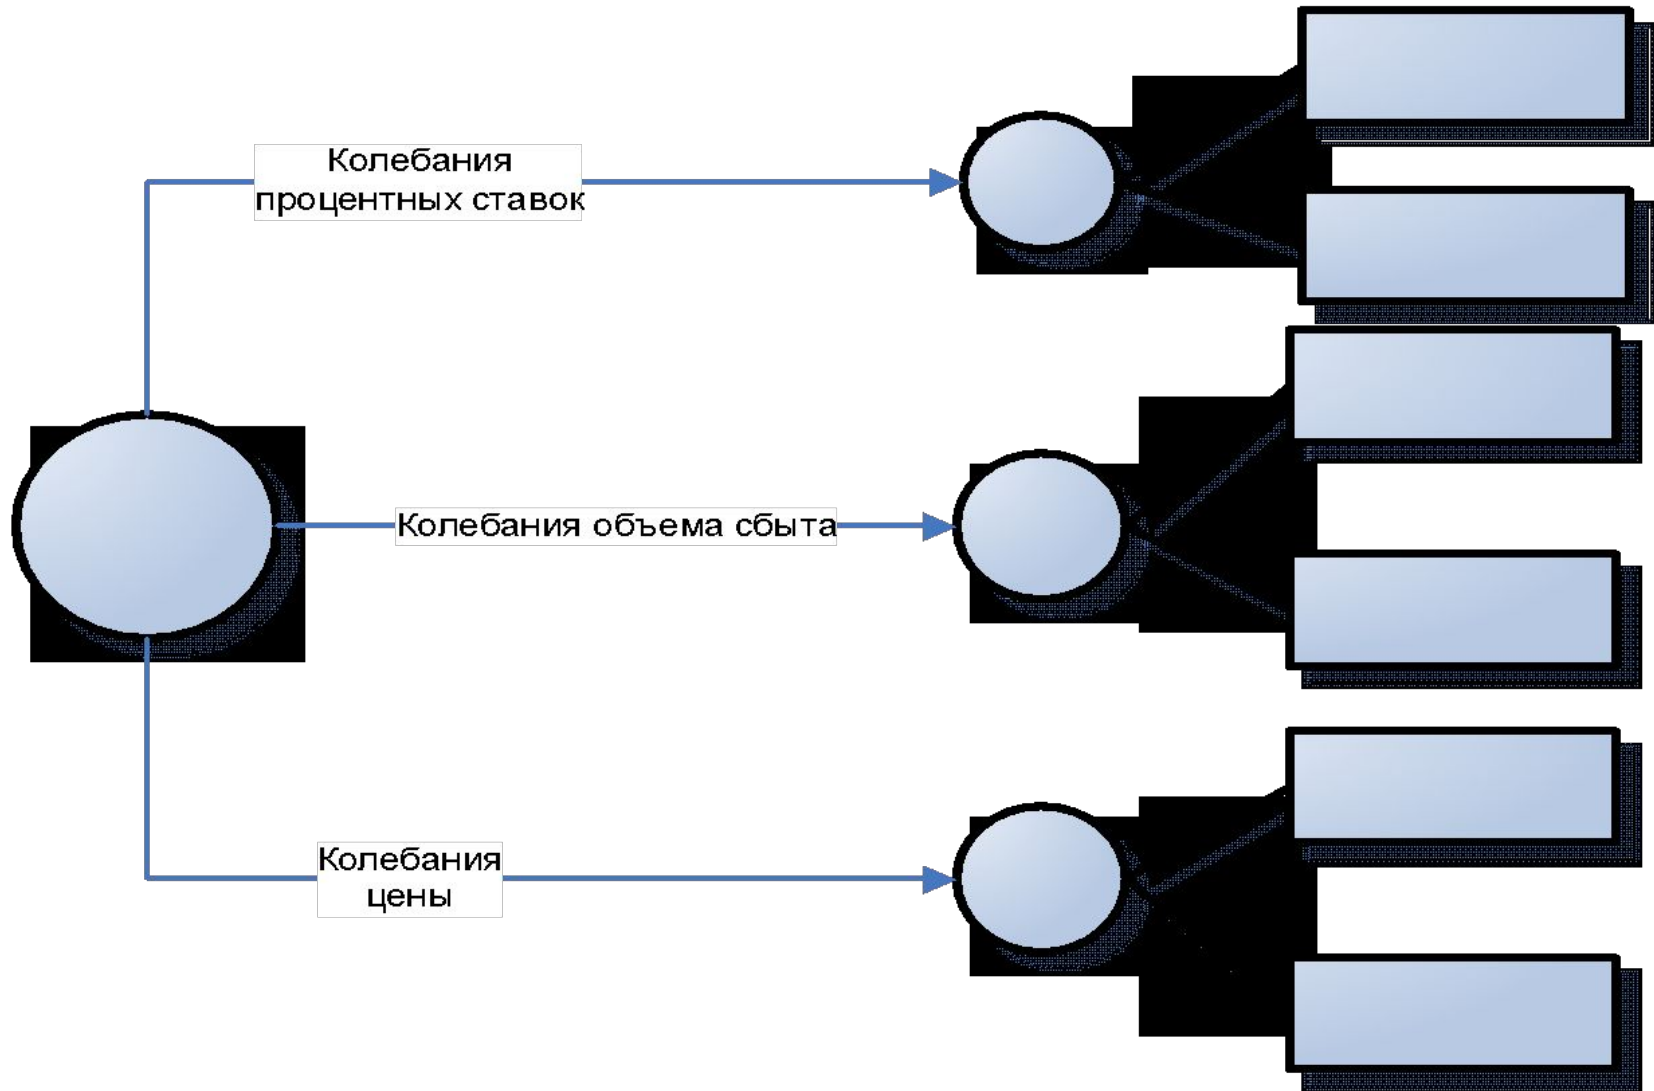 Колебания
процентных ставок
Колебания объема сбыта
Колебания
цены